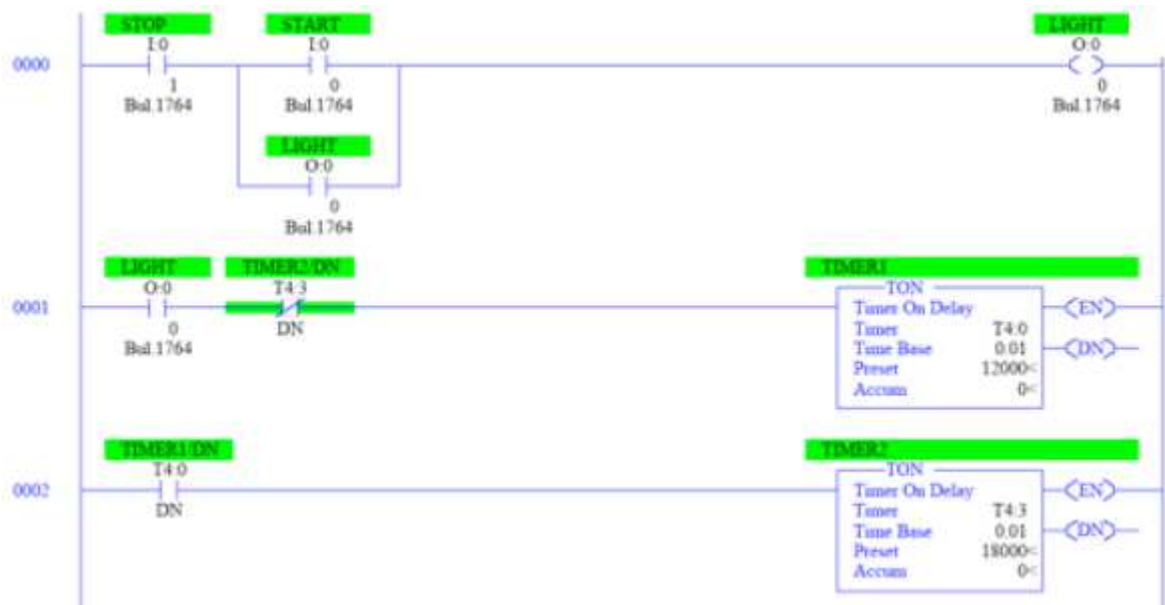 STOP
START
LIGHT
I:0
I:0
O:0
0000
1
0
0
Bul.1764
Bul.1764
Bul.1764
LIGHT
O:0
0
Bul.1764
LIGHT
TIMER2/DN
TIMER1
O:0
T4:3
TON
0001
Timer On Delay
EN
0
DN
Timer
T4:0
Bul.1764
Time Base
0.01
DN
Preset
12000<
Accum
0<
TIMER1/DN
TIMER2
T4:0
TON
0002
Timer On Delay
EN
DN
Timer
T4:3
Time Base
0.01
DN
Preset
18000<
Accum
0<